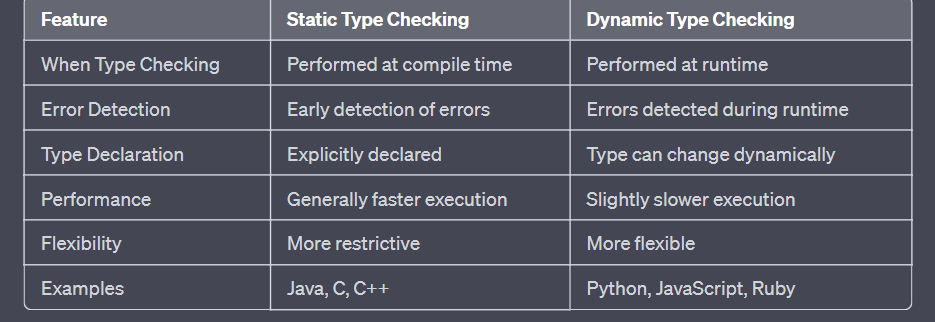 Feature Static Type Checking Dynamic Type Checking
When Type Checking Performed at compile time Performed at runtime
Error Detection Early detection of errors Errors detected during runtime
Type Declaration Explicitly declared Type can change dynamically
Performance Generally faster execution Slightly slower execution
Flexibility More restrictive More flexible
Examples Java, C, C++ Python, JavaScript, Ruby